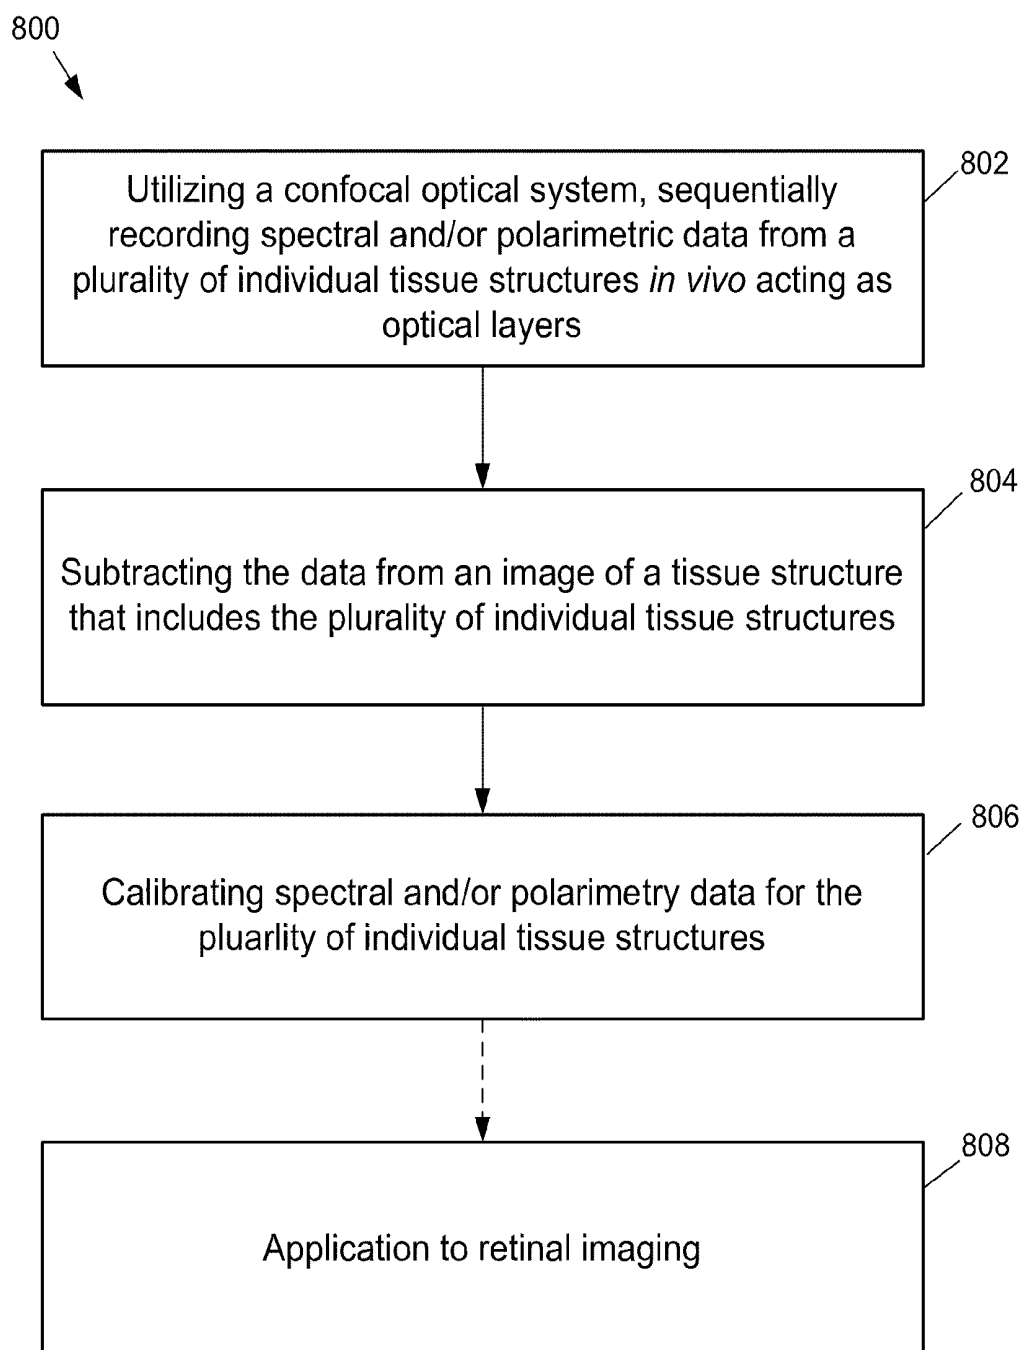 800
802
Utilizing a confocal optical system, sequentially
recording spectral and/or polarimetric data from a
plurality of individual tissue structures in vivo acting as
optical layers
804
Subtracting the data from an image of a tissue structure
that includes the plurality of individual tissue structures
806
Calibrating spectral and/or polarimetry data for the
pluarlity of individual tissue structures
808
Application to retinal imaging